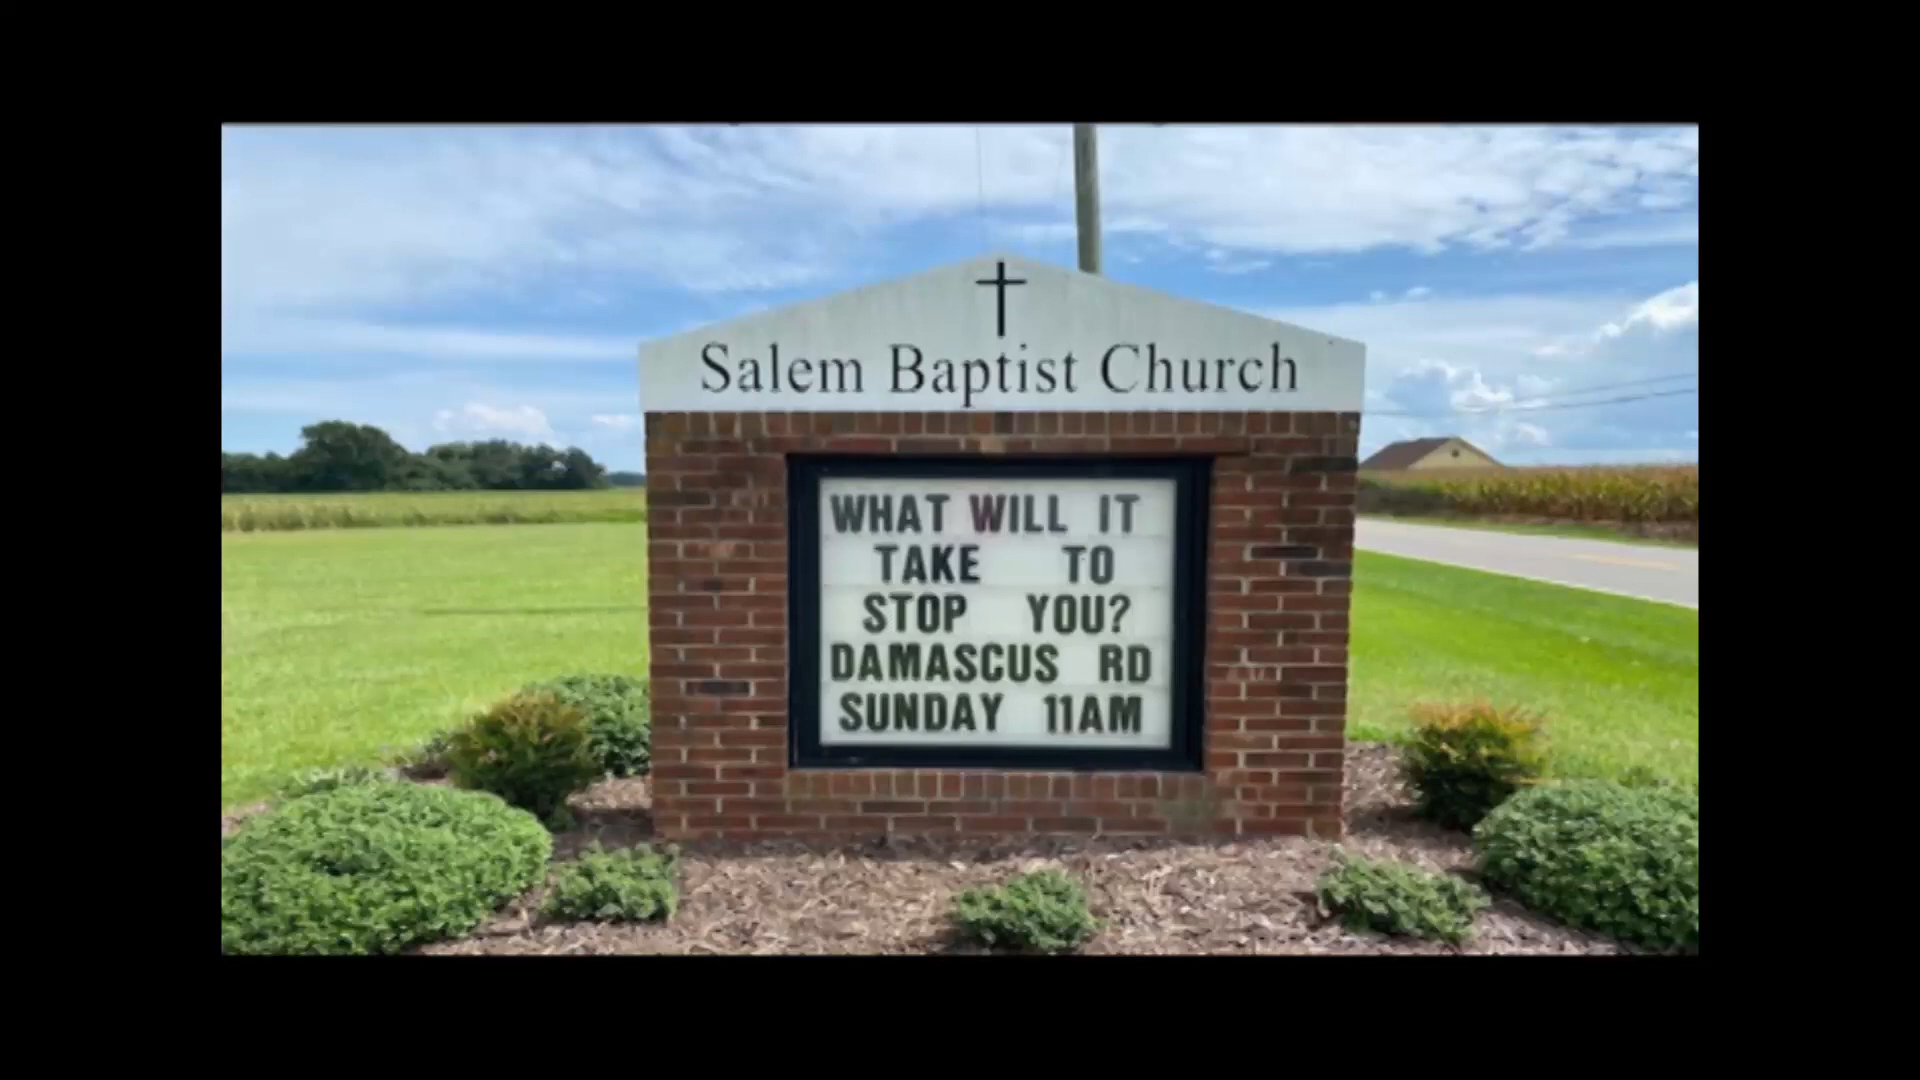 Salem Baptist Church
WHAT WILL IT
TAKE TO
STOP YOU?
DAMASCUS RD
SUNDAY 11AM